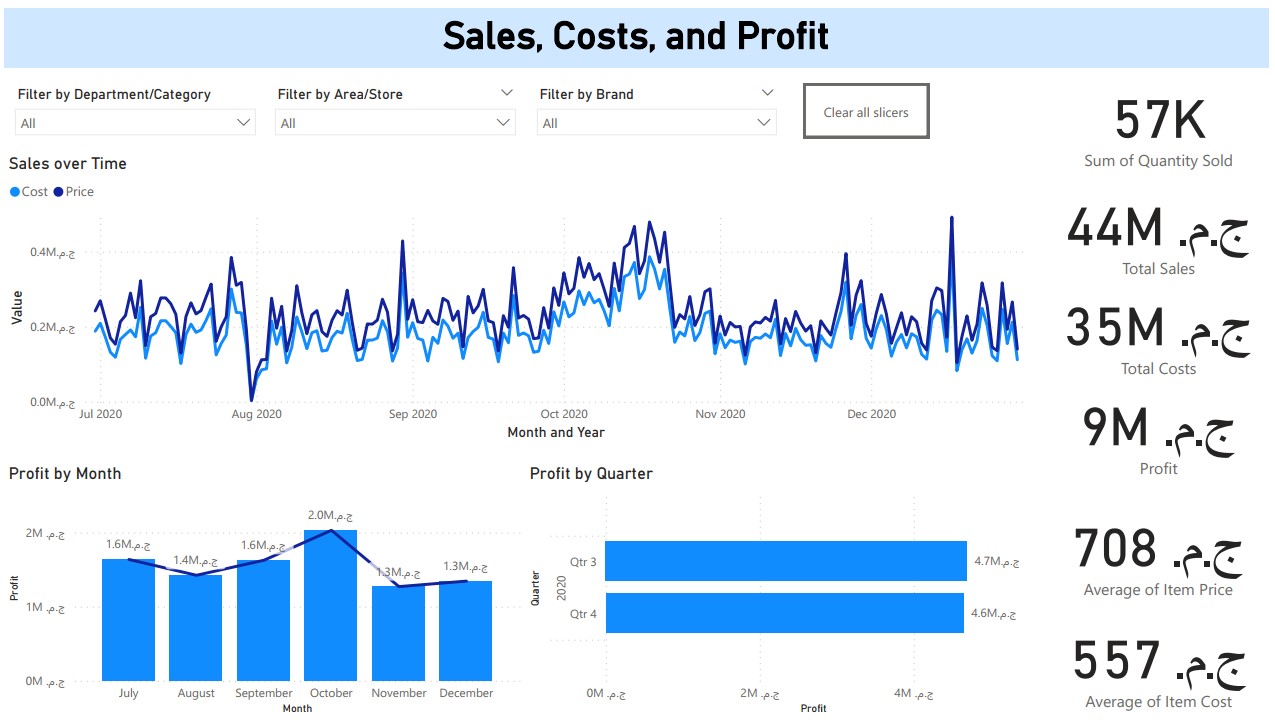 Sales, Costs, and Profit
Filter by Department/Category
All
Filter by Area/Store
All
Filter by Brand
All
Clear all slicers
Sales over Time
Cost Price
Value
0.4M ج.م.
0.2M ج.م.
0.0M ج.م.
Jul 2020 Aug 2020 Sep 2020 Oct 2020 Nov 2020 Dec 2020
Month and Year
57K
Sum of Quantity Sold
44M ج.م.
Total Sales
35M ج.م.
Total Costs
9M ج.م.
Profit
708 ج.م.
Average of Item Price
557 ج.م.
Average of Item Cost
Profit by Month
Profit
2M ج.م.
1M ج.م.
0M ج.م.
1.6M ج.م.
1.4M ج.م.
1.6M ج.م.
2.0M ج.م.
1.3M ج.م.
1.3M ج.م.
July August September October November December
Month
Profit by Quarter
Quarter
2020
Qtr 3
4.7M ج.م.
Qtr 4
4.6M ج.م.
0M ج.م. 2M ج.م. 4M ج.م.
Profit